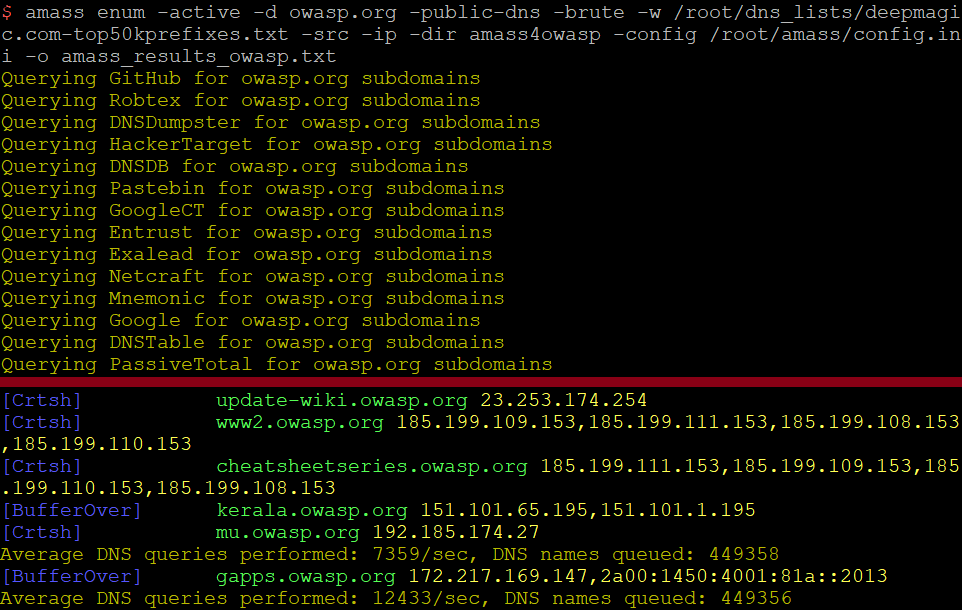 $ amass enum -active -d owasp.org -public-dns -brute -w /root/dns_lists/deepmagi
c.com-top50kprefixes.txt -src -ip -dir amass4owasp -config /root/amass/config.in
i -o amass_results_owasp.txt
Querying GitHub for owasp.org subdomains
Querying Robtex for owasp.org subdomains
Querying DNSDumpster for owasp.org subdomains
Querying HackerTarget for owasp.org subdomains
Querying DNSDB for owasp.org subdomains
Querying Pastebin for owasp.org subdomains
Querying GoogleCT for owasp.org subdomains
Querying Entrust for owasp.org subdomains
Querying Exalead for owasp.org subdomains
Querying Netcraft for owasp.org subdomains
Querying Mnemonic for owasp.org subdomains
Querying Google for owasp.org subdomains
Querying DNSTable for owasp.org subdomains
Querying PassiveTotal for owasp.org subdomains
[Crtsh]           update-wiki.owasp.org 23.253.174.254
[Crtsh]           www2.owasp.org 185.199.109.153,185.199.111.153,185.199.108.153
,185.199.110.153
[Crtsh]           cheatsheetseries.owasp.org 185.199.111.153,185.199.109.153,185
.199.110.153,185.199.108.153
[BufferOver]      kerala.owasp.org 151.101.65.195,151.101.1.195
[Crtsh]           mu.owasp.org 192.185.174.27
Average DNS queries performed: 7359/sec, DNS names queued: 449358
[BufferOver]      gapps.owasp.org 172.217.169.147,2a00:1450:4001:81a::2013
Average DNS queries performed: 12433/sec, DNS names queued: 449356